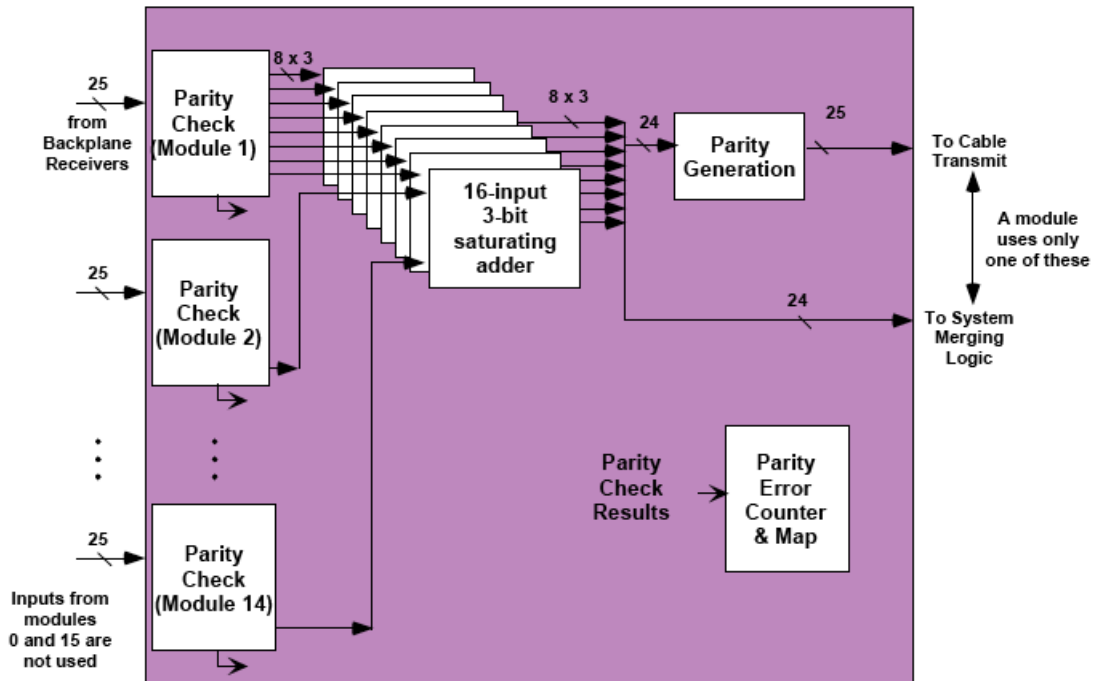 25
from
Backplane
Receivers
Parity
Check
(Module 1)
8 x 3
16-input
3-bit
saturating
adder
8 x 3
24
Parity
Generation
25
To Cable
Transmit
A module
uses only
one of these
24
To System
Merging
Logic
25
Parity
Check
(Module 2)
25
Parity
Check
(Module 14)
Inputs from
modules
0 and 15 are
not used
Parity
Check
Results
Parity
Error
Counter
& Map